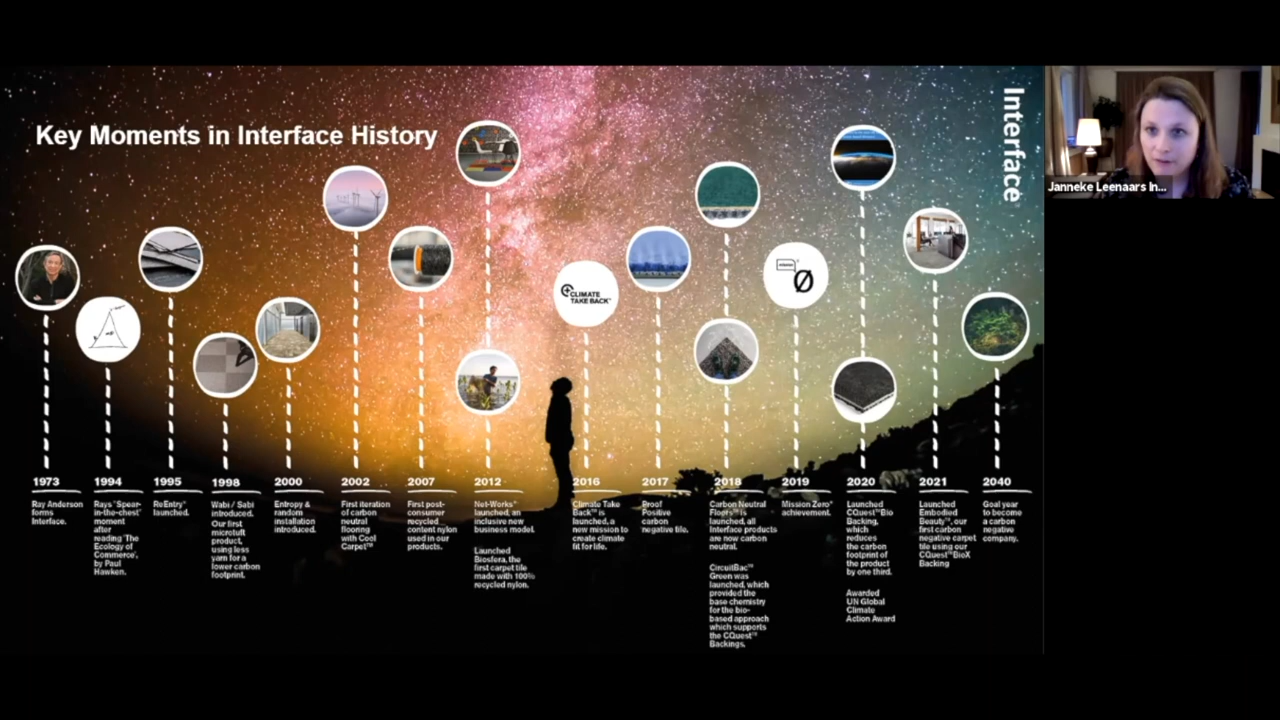 Key Moments in Interface History
Interface
Janneke Leenaars In...
CLIMATE
TAKE BACK™
1973
Ray Anderson
forms
Interface.
1994
Rays "Spear-
in-the-chest"
moment
after
reading 'The
Ecology of
Commerce',
by Paul
Hawken.
1995
ReEntry®
launched.
1998
Wabi / Sabi
introduced.
Our first
microtuft
product,
using less
yarn for a
lower carbon
footprint.
2000
Entropy &
random
installation
introduced.
2002
First iteration
of carbon
neutral
flooring
with Cool
Carpet™
2007
First post-
consumer
recycled
content nylon
used in our
products.
2012
Net-Works®
launched, an
inclusive new
business model.
Launched
Biosfera, the
first carpet tile
made with 100%
recycled nylon.
2016
Climate Take
Back™ is
launched, a
new mission to
create climate
fit for life.
2017
Proof
Positive
carbon
negative tile.
2018
Carbon Neutral
Floors™ is
launched, all
Interface products
are now carbon
neutral.
CircuitBac™
Green was
launched, which
provided the
base chemistry
for the bio-
based approach
which supports
the CQuest™
Backings.
2019
Mission Zero®
achievement.
2020
Launched
CQuest™Bio
Backing,
which
reduces
the carbon
footprint of
the product
by one third.
Awarded
UN Global
Climate
Action Award
2021
Launched
Embodied
Beauty™, our
first carbon
negative carpet
tile using our
CQuest™BioX
Backing
2040
Goal year
to become
a carbon
negative
company.